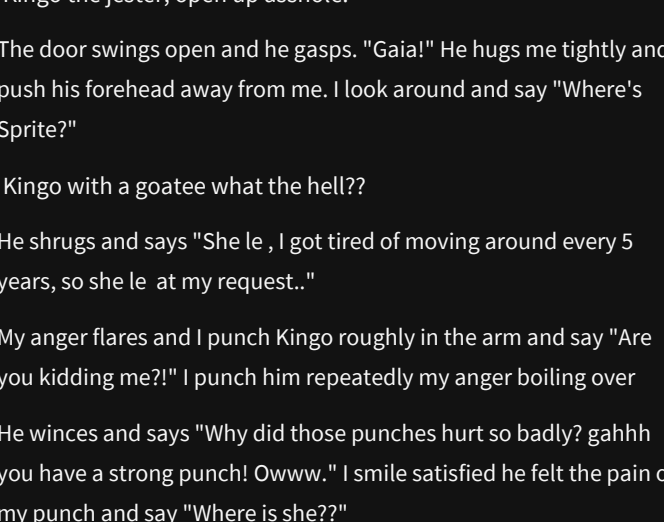 Kingo the jester, open up asshole.
The door swings open and he gasps. "Gaia!" He hugs me tightly and
push his forehead away from me. I look around and say "Where's
Sprite?"
Kingo with a goatee what the hell??
He shrugs and says "She le , I got tired of moving around every 5
years, so she le  at my request.."
My anger flares and I punch Kingo roughly in the arm and say "Are
you kidding me?!" I punch him repeatedly my anger boiling over
He winces and says "Why did those punches hurt so badly? gahhh
you have a strong punch! Owww." I smile satisfied he felt the pain
my punch and say "Where is she??"